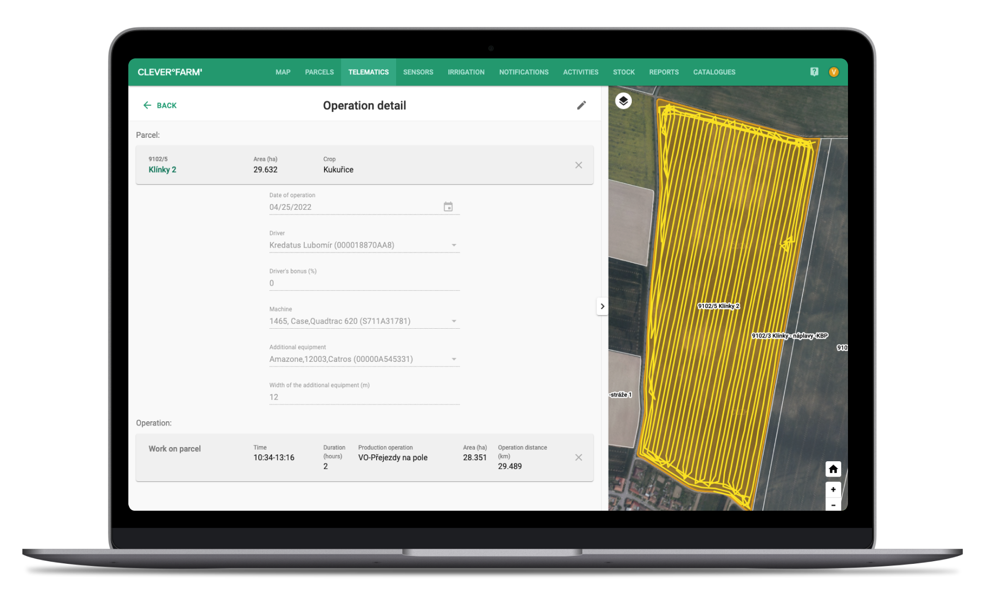 CLEVER°FARM'
MAP
PARCELS
TELEMATICS
SENSORS
IRRIGATION
NOTIFICATIONS
ACTIVITIES
STOCK
REPORTS
CATALOGUES
?
V
BACK
Operation detail
Parcel:
9102/5
Klínky 2
Area (ha)
29.632
Crop
Kukuřice
Date of operation
04/25/2022
Driver
Kredatus Lubomír (000018870AA8)
Driver's bonus (%)
0
Machine
1465, Case,Quadtrac 620 (S711A31781)
Additional equipment
Amazone,12003,Catros (00000A545331)
Width of the additional equipment (m)
12
Operation:
Work on parcel
Time
10:34-13:16
Duration
(hours)
2
Production operation
VO-Přejezdy na pole
Area (ha)
28.351
Operation distance
(km)
29.489
9102/5 Klínky 2
9102/3 Klínky - náplavy -KBP
910
-stráže 1
+
-